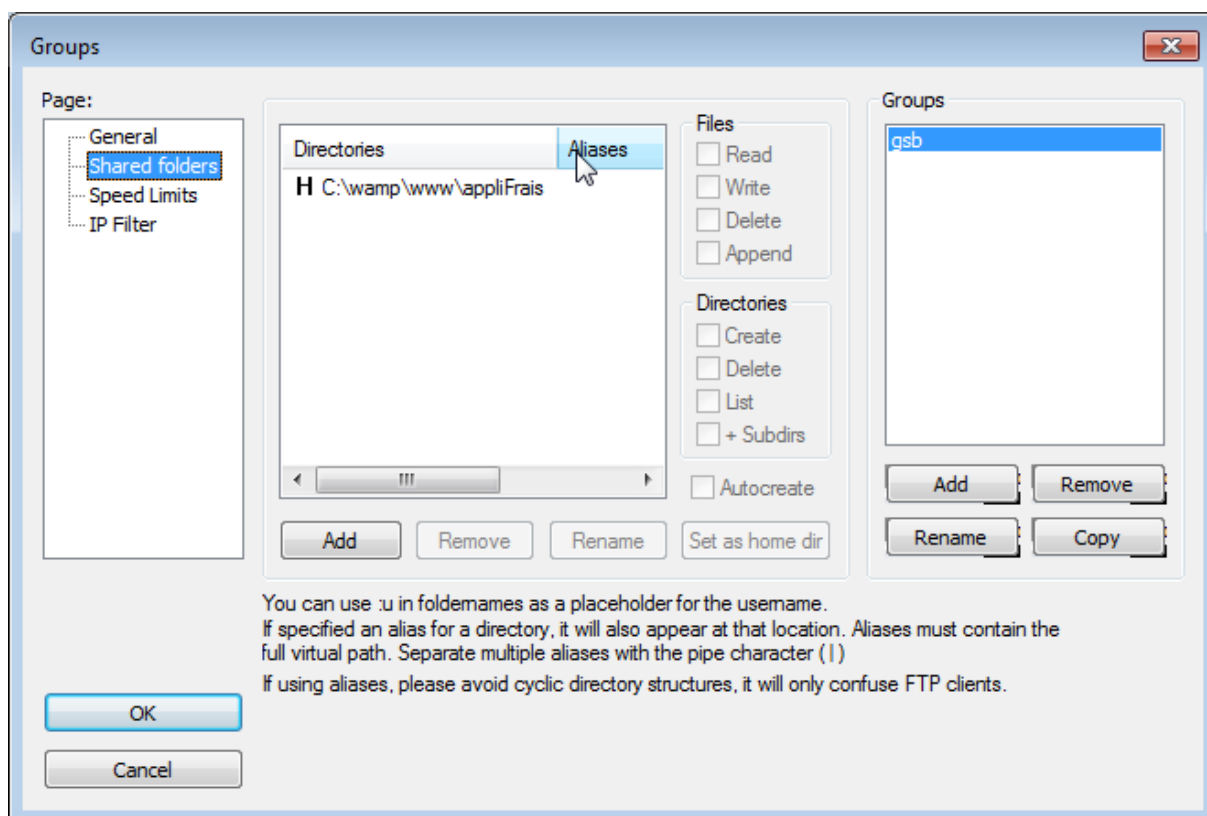 Groups
Page:
General
Shared folders
Speed Limits
IP Filter
Directories
Aliases
H C:\wamp\www\appliFrais
Files
Read
Write
Delete
Append
Directories
Create
Delete
List
+ Subdirs
Autocreate
Add
Remove
Rename
Set as home dir
Groups
gsb
Add
Remove
Rename
Copy
You can use :u in foldernames as a placeholder for the username.
If specified an alias for a directory, it will also appear at that location. Aliases must contain the
full virtual path. Separate multiple aliases with the pipe character (|)
If using aliases, please avoid cyclic directory structures, it will only confuse FTP clients.
OK
Cancel